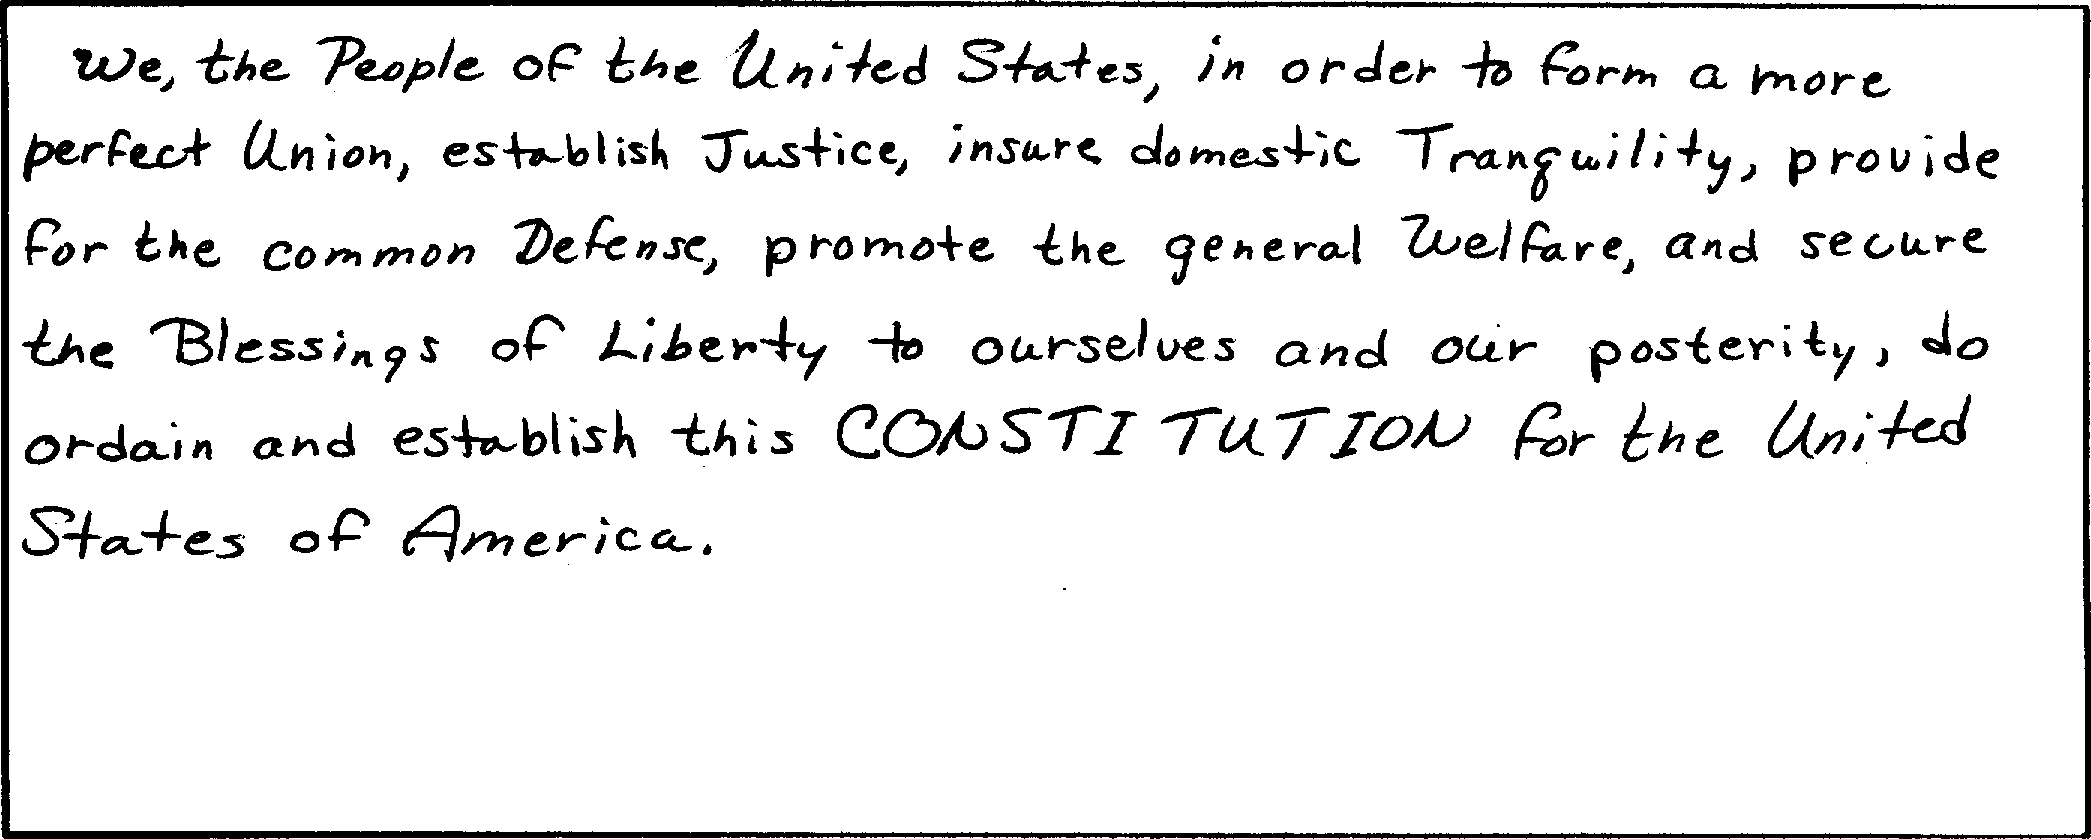 We, the People of the United States, in order to form a more
perfect Union, establish Justice, insure domestic Tranquility, provide
for the common Defense, promote the general Welfare, and secure
the Blessings of Liberty to ourselves and our posterity, do
ordain and establish this CONSTITUTION for the United
States of America.